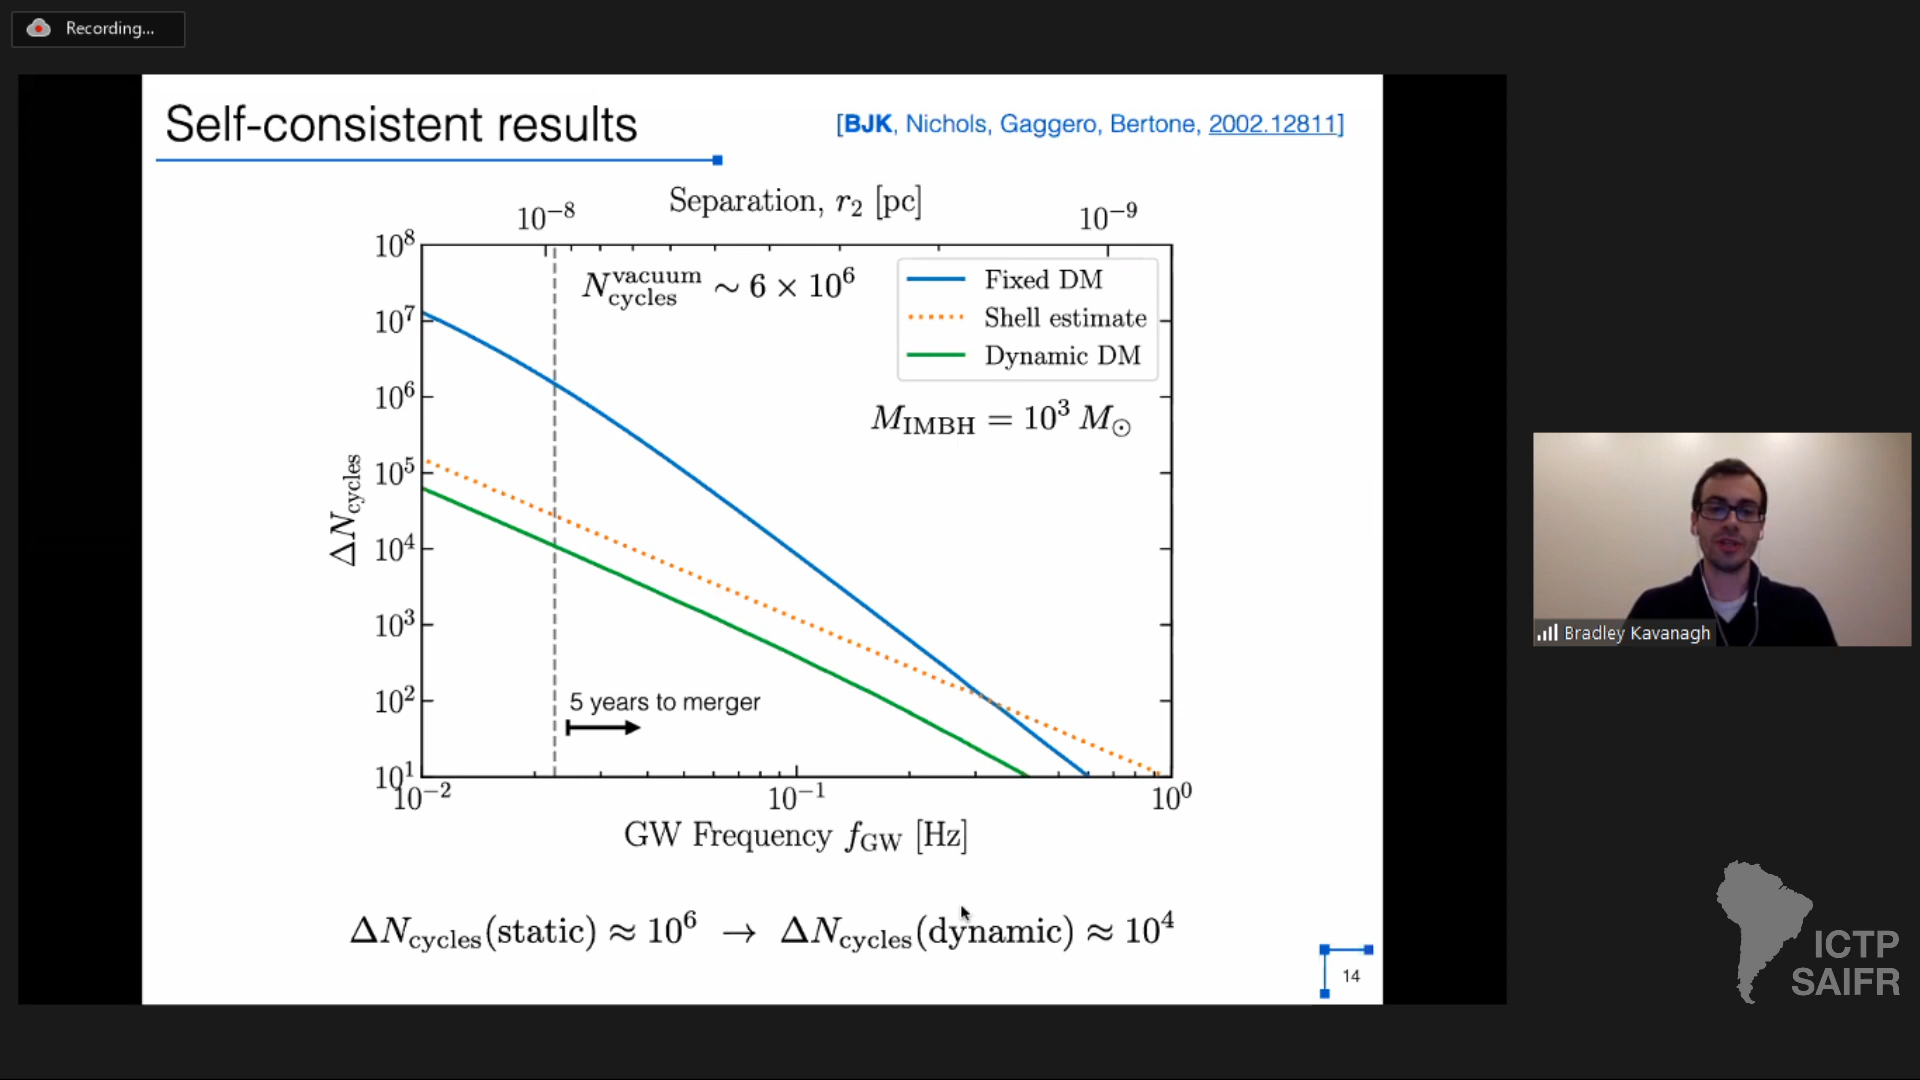 Recording...
Self-consistent results
[BJK, Nichols, Gaggero, Bertone, 2002.12811]
Separation, r₂ [pc]
10⁻⁸ 10⁻⁹
10⁸
10⁷
10⁶
10⁵
10⁴
10³
10²
10¹
ΔN_cycles
N_cycles^vacuum ~ 6 × 10⁶
Fixed DM
Shell estimate
Dynamic DM
M_IMBH = 10³ M_⊙
5 years to merger
10⁻² 10⁻¹ 10⁰
GW Frequency f_GW [Hz]
ΔN_cycles(static) ≈ 10⁶ → ΔN_cycles(dynamic) ≈ 10⁴
14
Bradley Kavanagh
ICTP
SAIFR